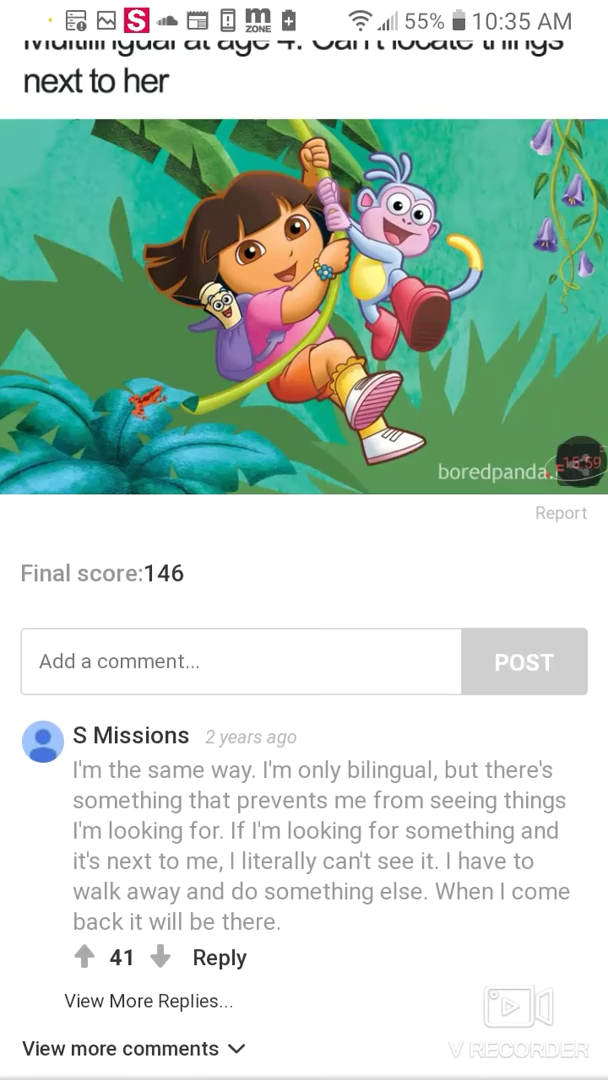 S m ZONE 55% 10:35 AM
Multilingual at age 4. Can't locate things
next to her
boredpanda.
15:59
Report
Final score:146
Add a comment...
POST
S Missions 2 years ago
I'm the same way. I'm only bilingual, but there's
something that prevents me from seeing things
I'm looking for. If I'm looking for something and
it's next to me, I literally can't see it. I have to
walk away and do something else. When I come
back it will be there.
41 Reply
View More Replies...
View more comments
V RECORDER